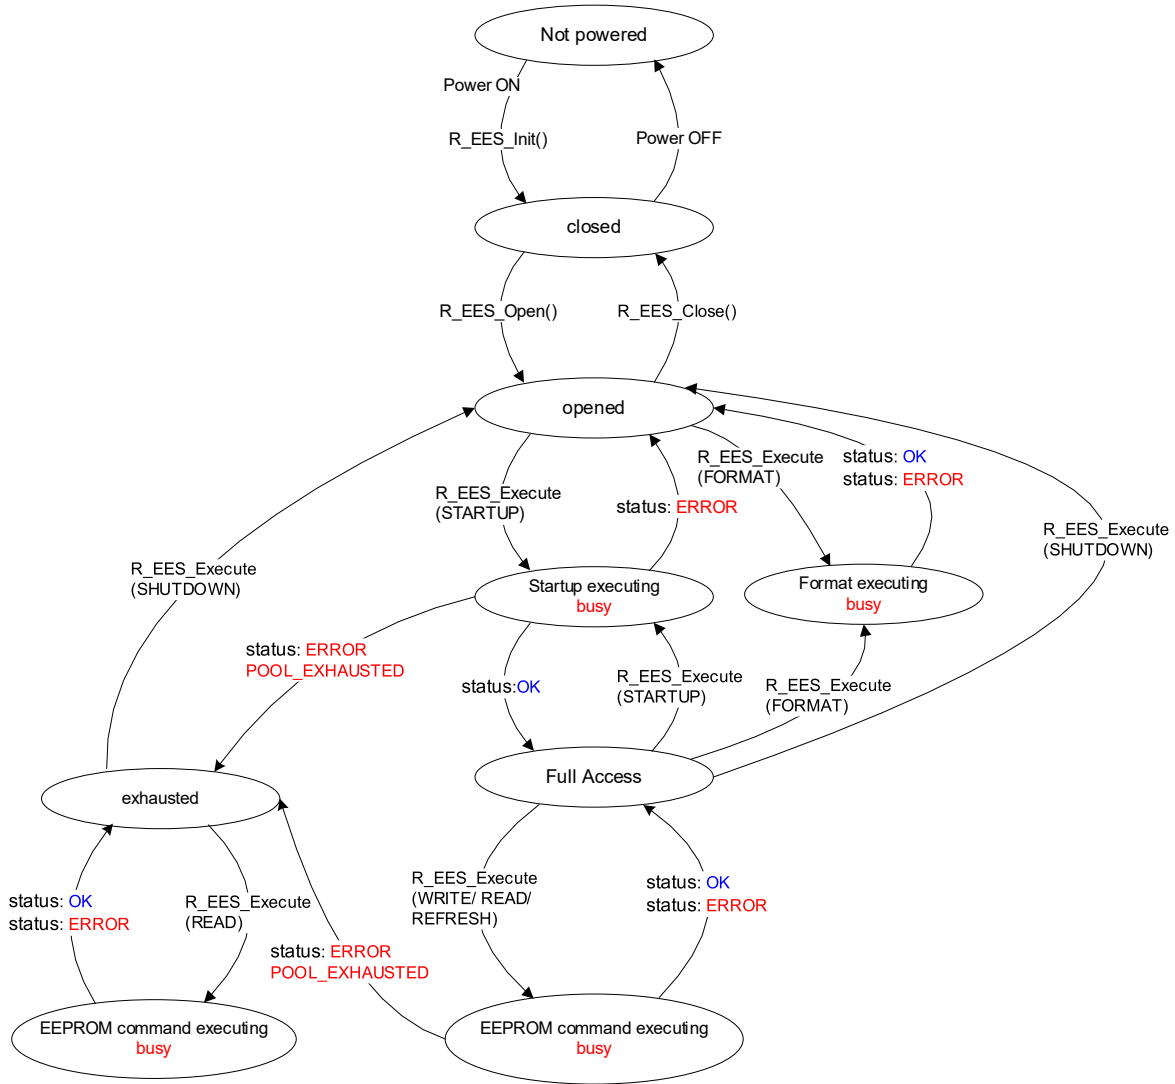 Not powered
Power ON
R_EES_Init()
Power OFF
closed
R_EES_Open()
R_EES_Close()
opened
R_EES_Execute
(FORMAT)
status: OK
status: ERROR
R_EES_Execute
(STARTUP)
status: ERROR
R_EES_Execute
(SHUTDOWN)
R_EES_Execute
(SHUTDOWN)
Startup executing
busy
Format executing
busy
status: ERROR
POOL_EXHAUSTED
status:OK
R_EES_Execute
(STARTUP)
R_EES_Execute
(FORMAT)
Full Access
exhausted
R_EES_Execute
(WRITE/ READ/
REFRESH)
status: OK
status: ERROR
status: OK
status: ERROR
R_EES_Execute
(READ)
status: ERROR
POOL_EXHAUSTED
EEPROM command executing
busy
EEPROM command executing
busy